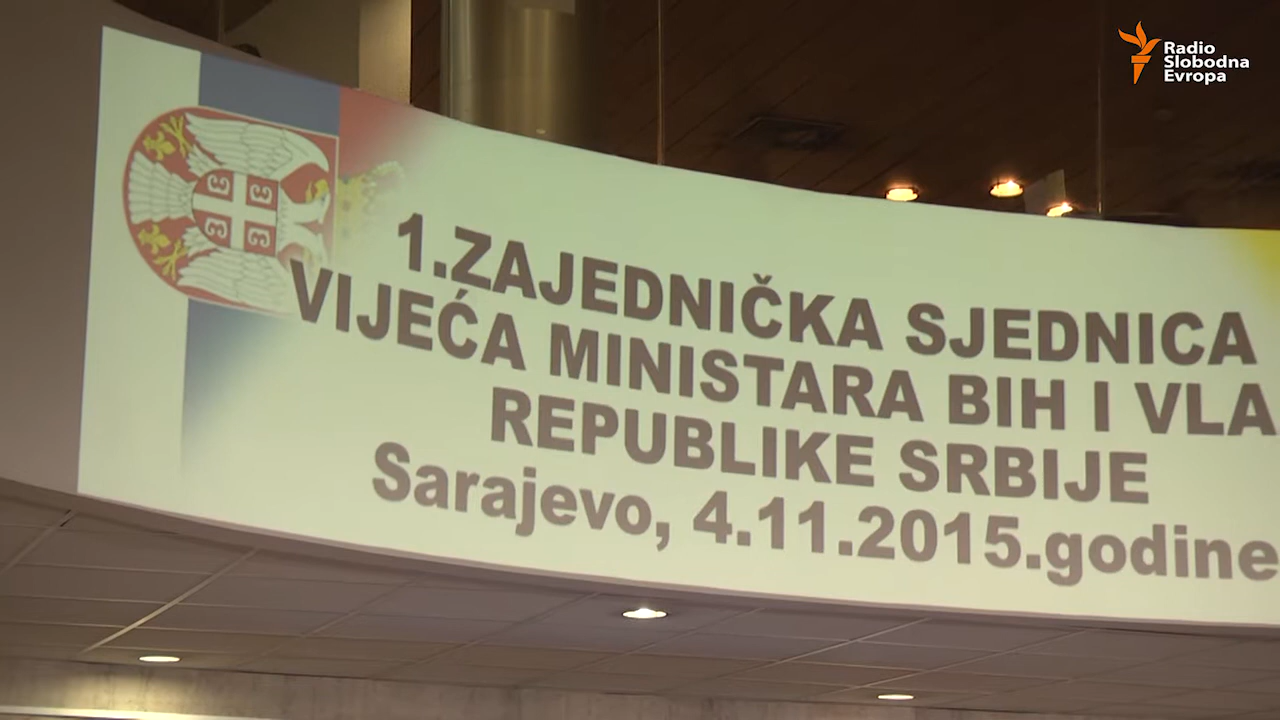 Radio
Slobodna
Evropa
1.ZAJEDNIČKA SJEDNICA
VIJEĆA MINISTARA BIH I VLA
REPUBLIKE SRBIJE
Sarajevo, 4.11.2015.godine